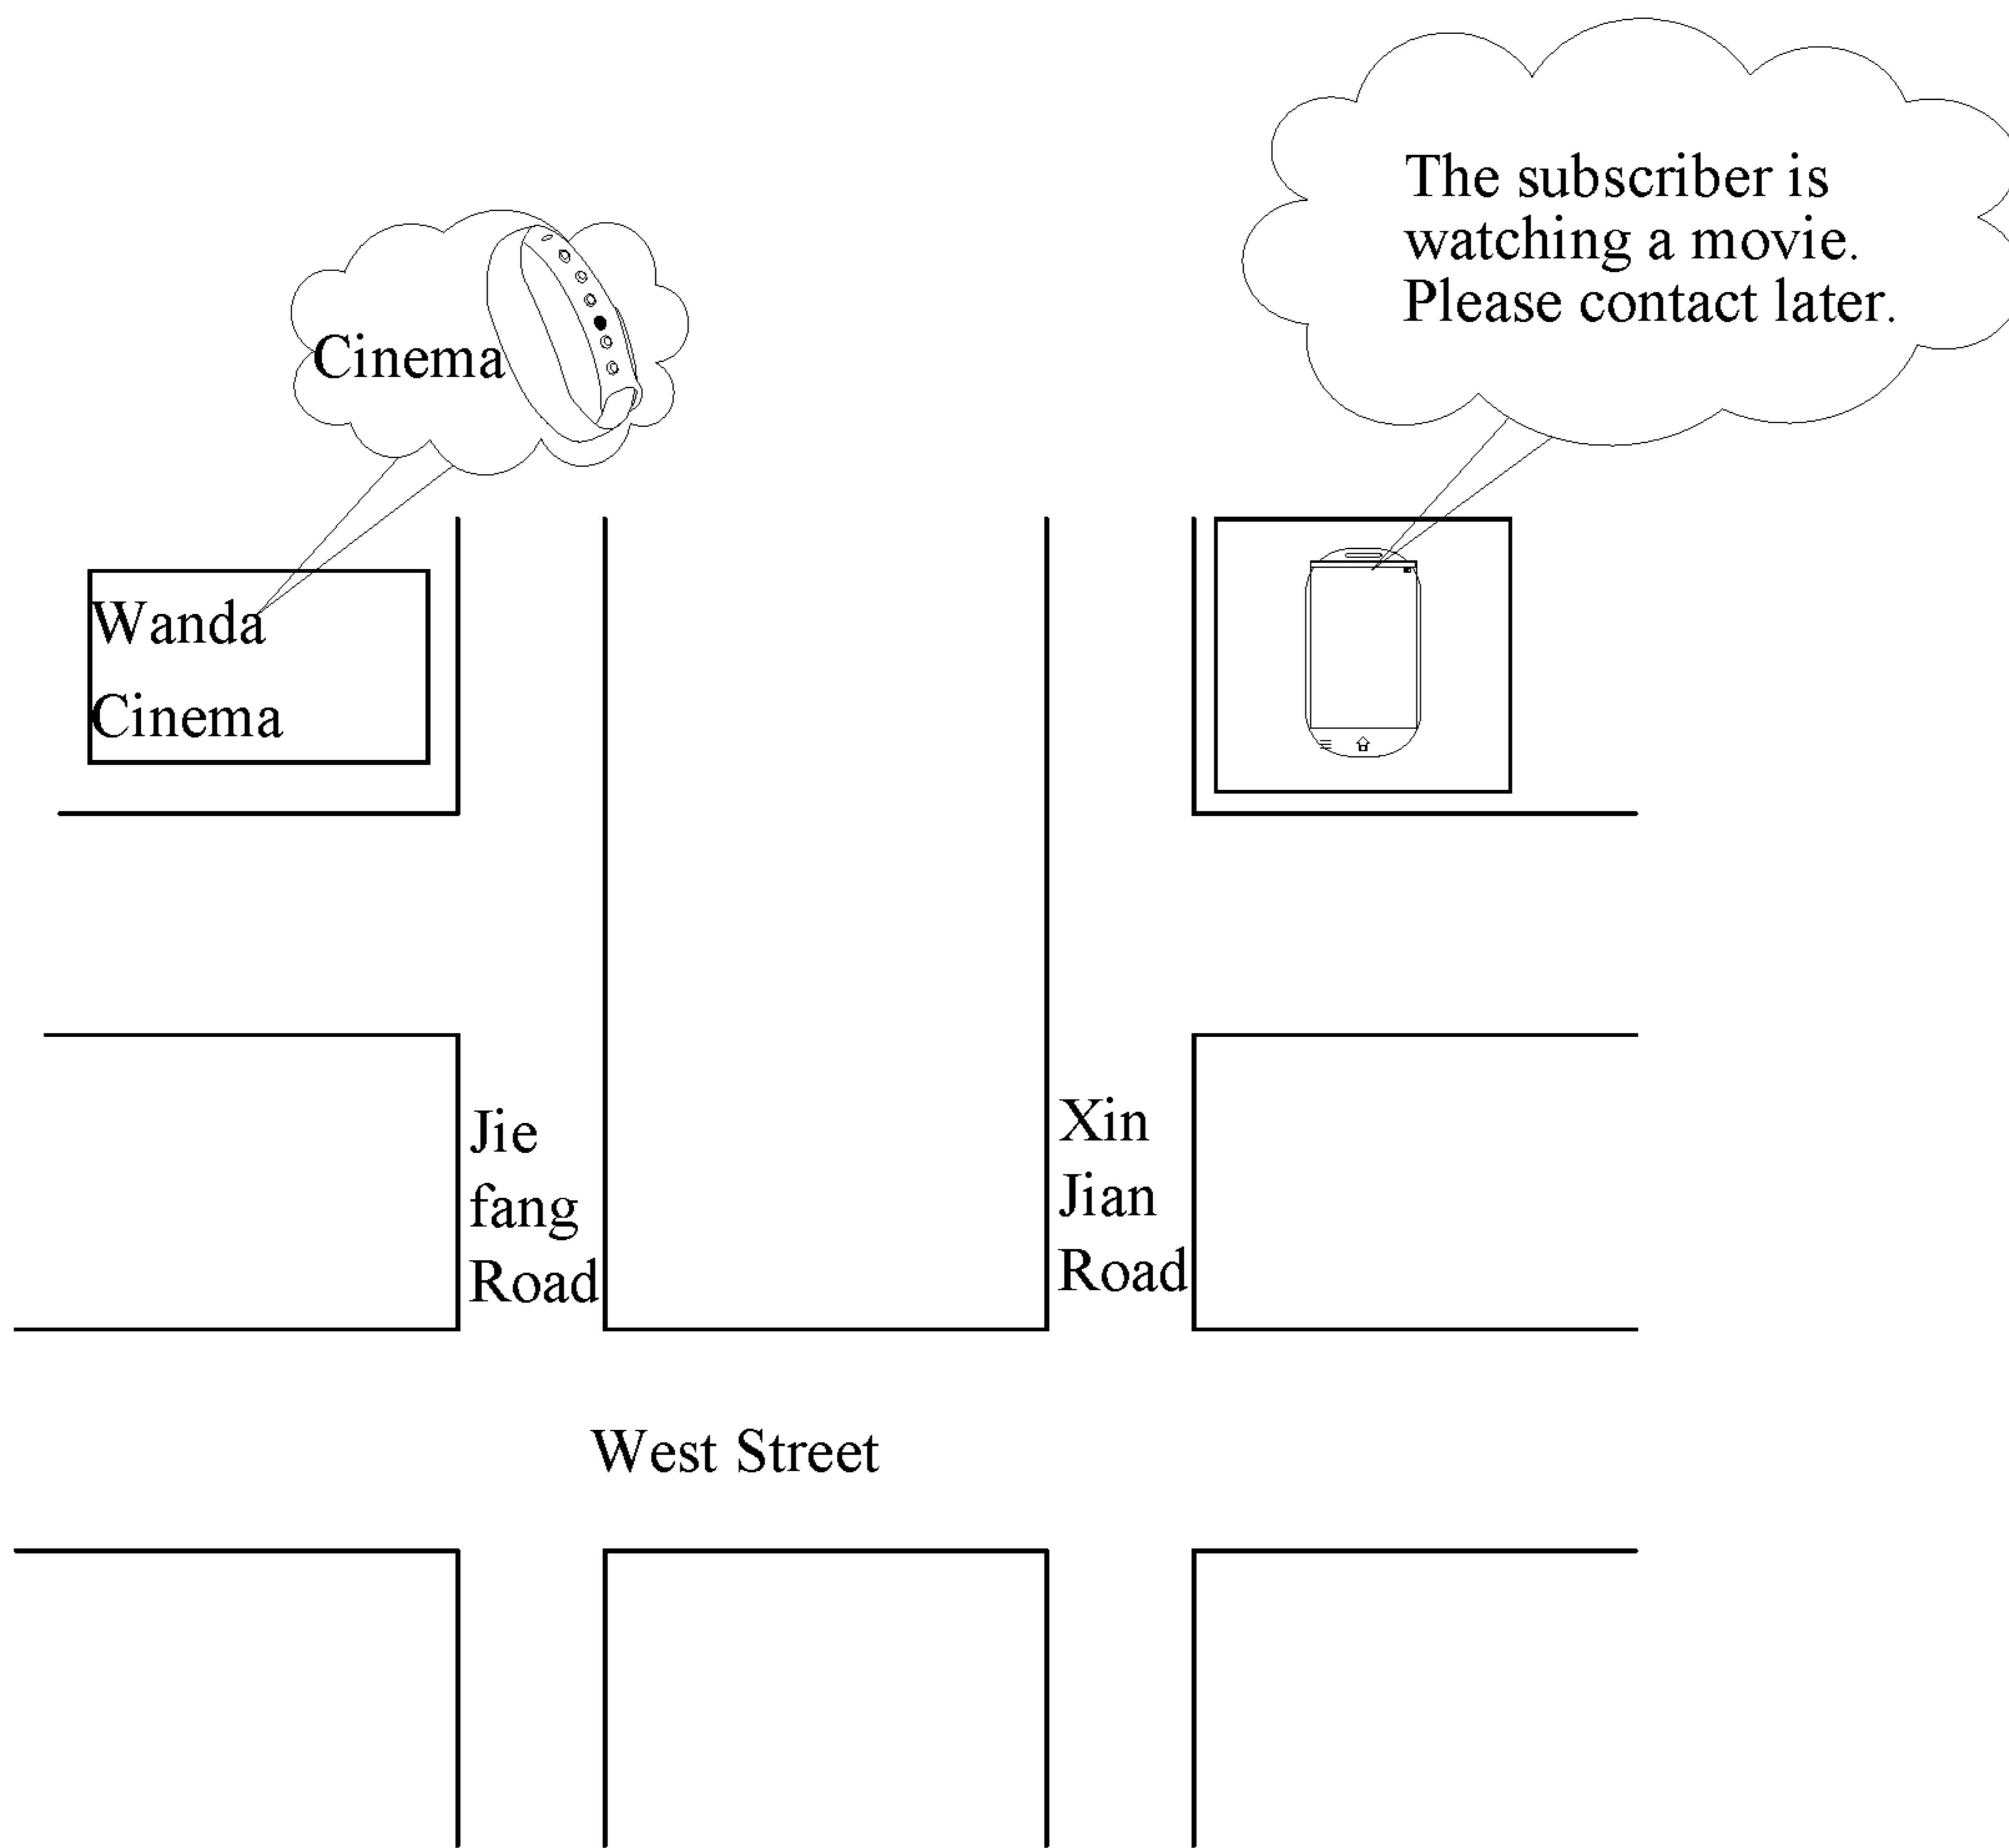 The subscriber is
watching a movie.
Please contact later.
Cinema
Wanda
Cinema
Jie
fang
Road
Xin
Jian
Road
West Street